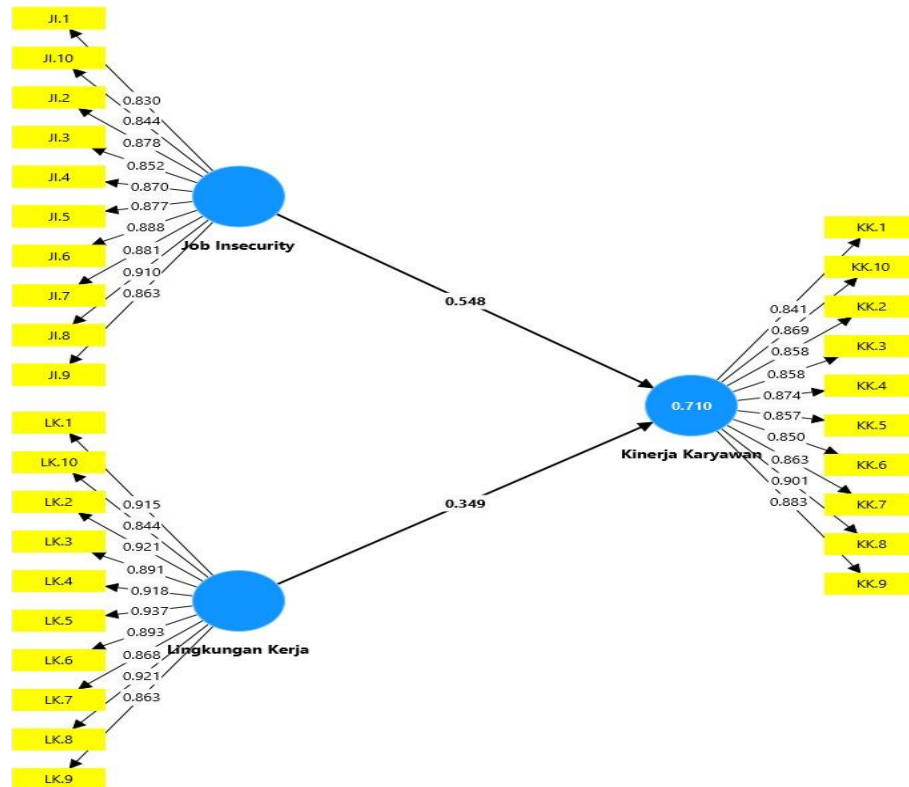 JI.1
JI.10
JI.2
JI.3
JI.4
JI.5
JI.6
JI.7
JI.8
JI.9
0.830
0.844
0.878
0.852
0.870
0.877
0.888
0.881
0.910
0.863
Job Insecurity
LK.1
LK.10
LK.2
LK.3
LK.4
LK.5
LK.6
LK.7
LK.8
LK.9
0.915
0.844
0.921
0.891
0.918
0.937
0.893
0.868
0.921
0.863
Lingkungan Kerja
0.548
0.349
0.710
Kinerja Karyawan
0.841
0.869
0.858
0.858
0.874
0.857
0.850
0.863
0.901
0.883
KK.1
KK.10
KK.2
KK.3
KK.4
KK.5
KK.6
KK.7
KK.8
KK.9